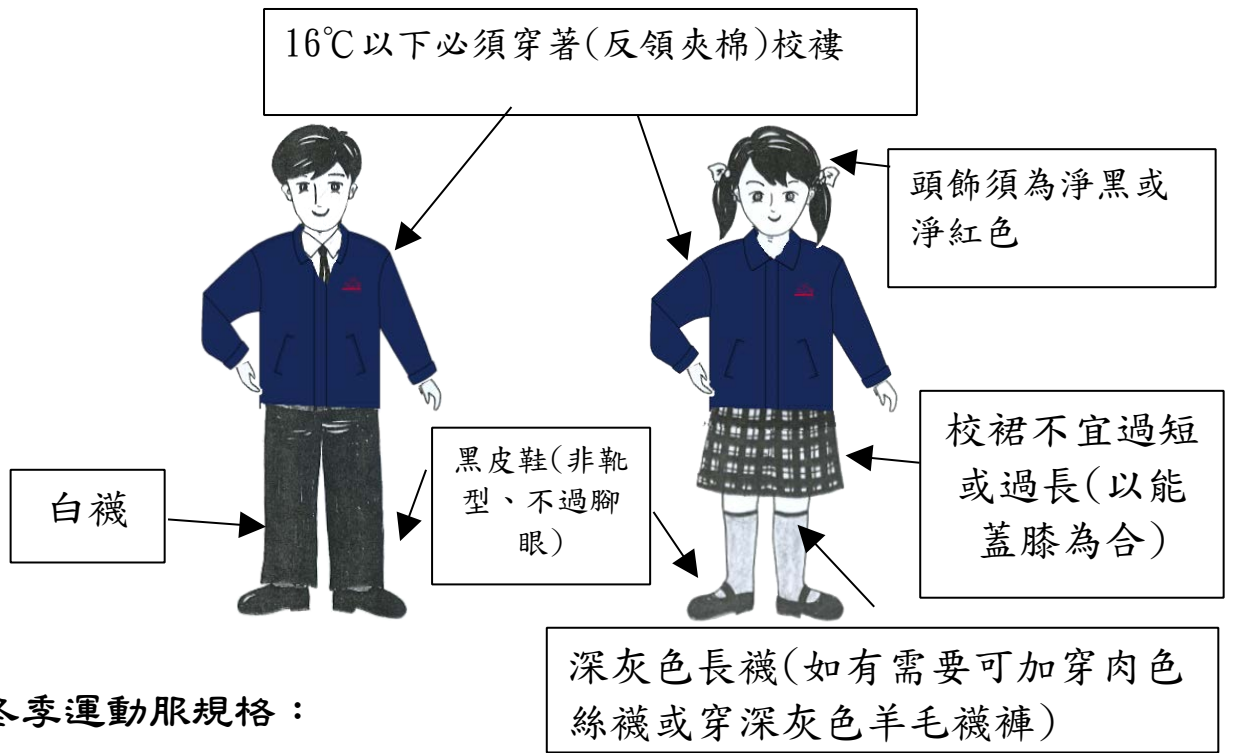 16℃以下必須穿著(反領夾棉)校褸
頭飾須為淨黑或
淨紅色
校裙不宜過短
或過長(以能
蓋膝為合)
黑皮鞋(非靴
型、不過腳
眼)
白襪
深灰色長襪(如有需要可加穿肉色
絲襪或穿深灰色羊毛襪褲)
冬季運動服規格：